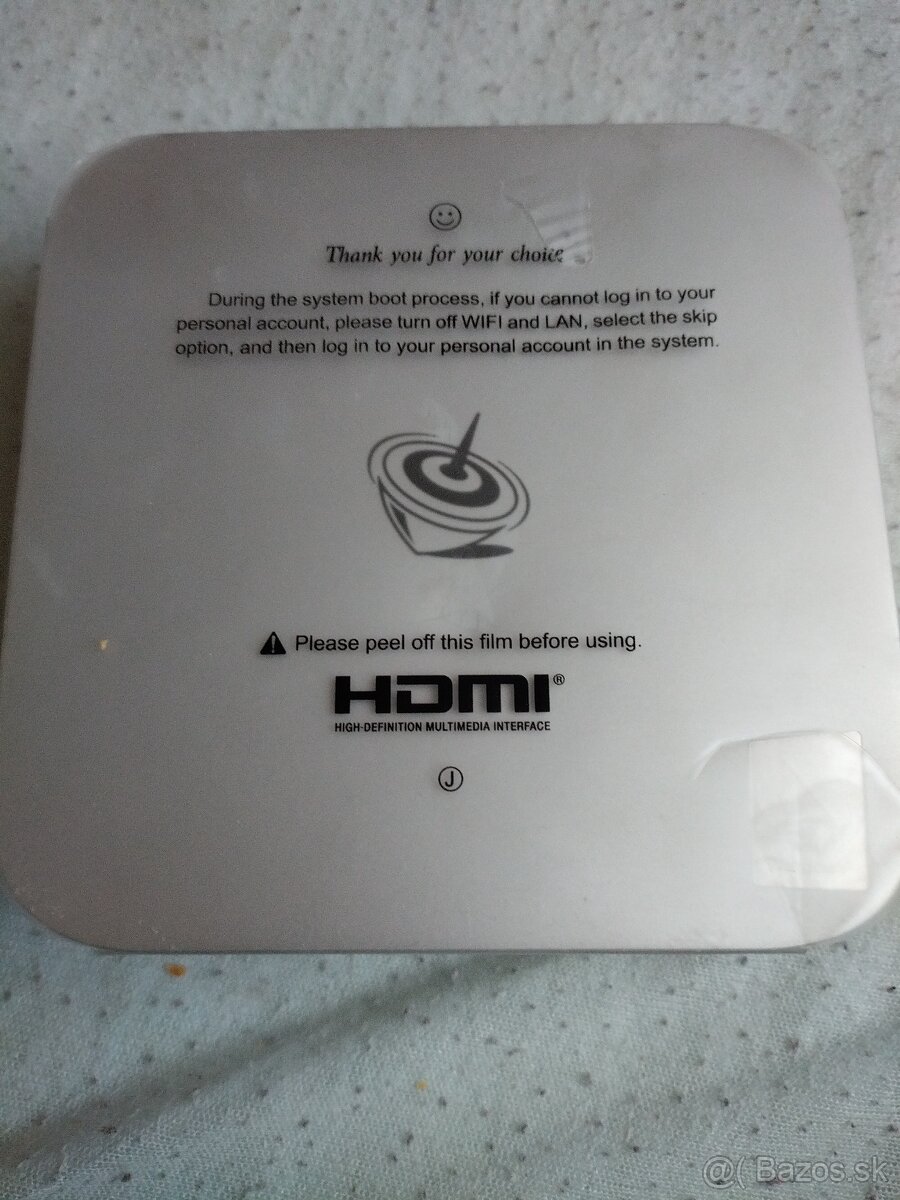 Thank you for your choice
During the system boot process, if you cannot log in to your
personal account, please turn off WIFI and LAN, select the skip
option, and then log in to your personal account in the system.
Please peel off this film before using.
HDMI®
HIGH-DEFINITION MULTIMEDIA INTERFACE
J
@( Bazos.sk